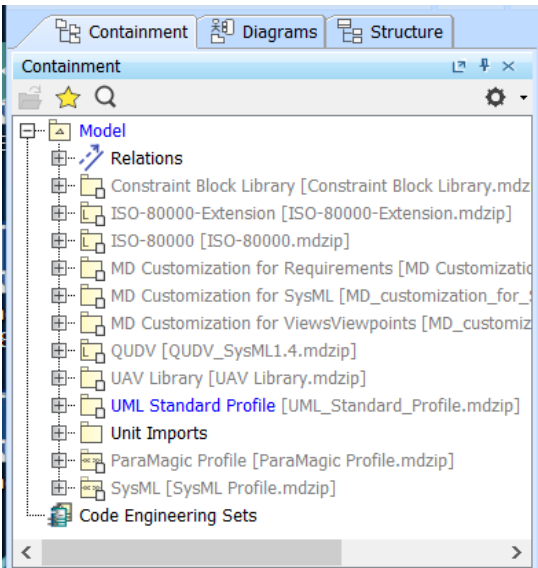 Containment Diagrams Structure
Containment
Model
Relations
Constraint Block Library [Constraint Block Library.mdz
ISO-80000-Extension [ISO-80000-Extension.mdzip]
ISO-80000 [ISO-80000.mdzip]
MD Customization for Requirements [MD Customizatio
MD Customization for SysML [MD_customization_for_S
MD Customization for ViewsViewpoints [MD_customiz
QUDV [QUDV_SysML1.4.mdzip]
UAV Library [UAV Library.mdzip]
UML Standard Profile [UML_Standard_Profile.mdzip]
Unit Imports
ParaMagic Profile [ParaMagic Profile.mdzip]
SysML [SysML Profile.mdzip]
Code Engineering Sets